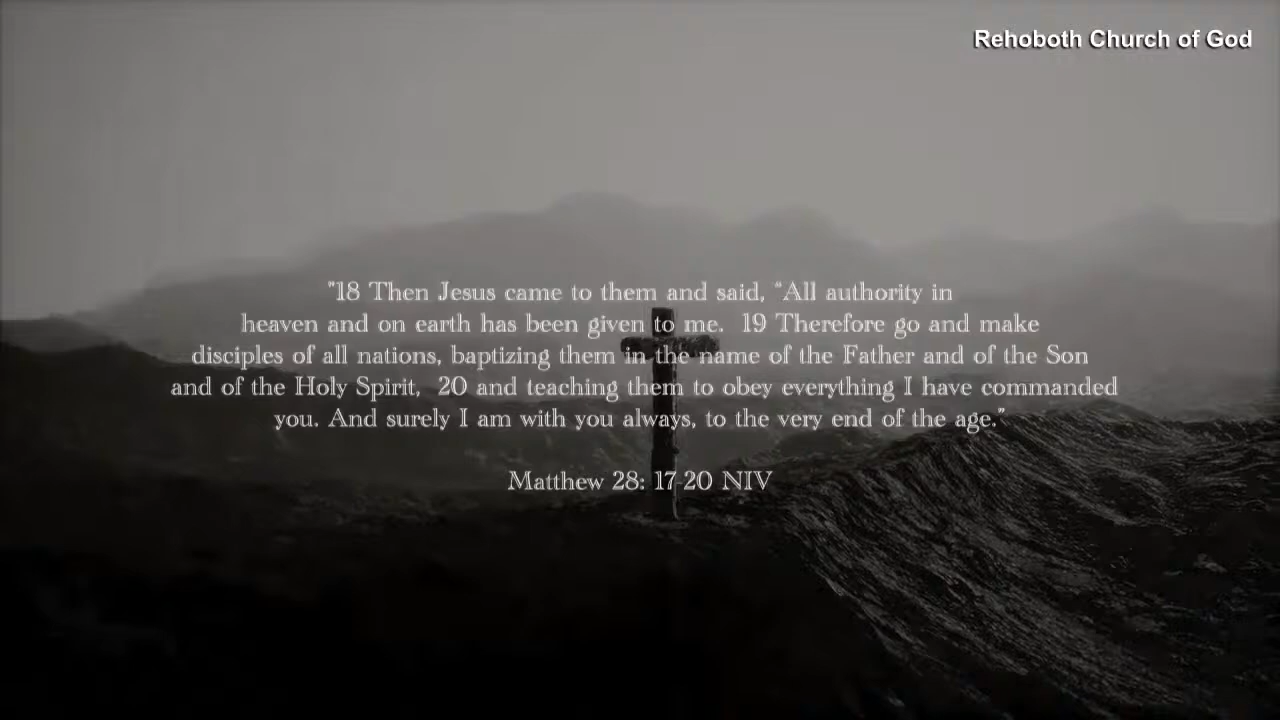 Rehoboth Church of God
"18 Then Jesus came to them and said, “All authority in
heaven and on earth has been given to me.  19 Therefore go and make
disciples of all nations, baptizing them in the name of the Father and of the Son
and of the Holy Spirit,  20 and teaching them to obey everything I have commanded
you. And surely I am with you always, to the very end of the age.”
Matthew 28: 17-20 NIV